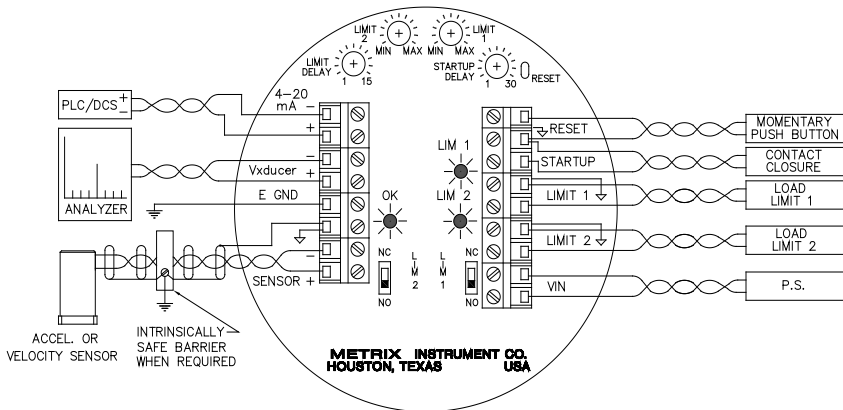 LIMIT
2
LIMIT
1
MIN MAX
MIN MAX
LIMIT
DELAY
1 15
STARTUP
DELAY
1 30
RESET
PLC/DCS + −
4-20
mA −
+
−
Vxducer +
ANALYZER
E GND
−
SENSOR +
ACCEL. OR
VELOCITY SENSOR
INTRINSICALLY
SAFE BARRIER
WHEN REQUIRED
OK
LIM 1
LIM 2
NC
NO
L
I
M
2
L
I
M
1
NC
NO
RESET
STARTUP
LIMIT 1
LIMIT 2
VIN
MOMENTARY
PUSH BUTTON
CONTACT
CLOSURE
LOAD
LIMIT 1
LOAD
LIMIT 2
P.S.
METRIX INSTRUMENT CO.
HOUSTON, TEXAS USA